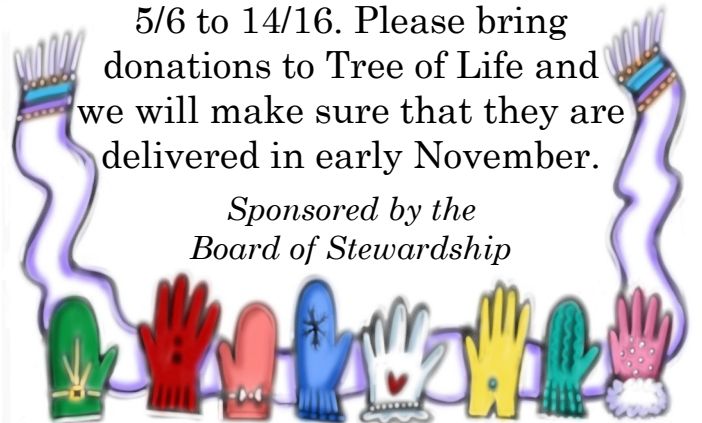 5/6 to 14/16. Please bring
donations to Tree of Life and
we will make sure that they are
delivered in early November.
Sponsored by the
Board of Stewardship